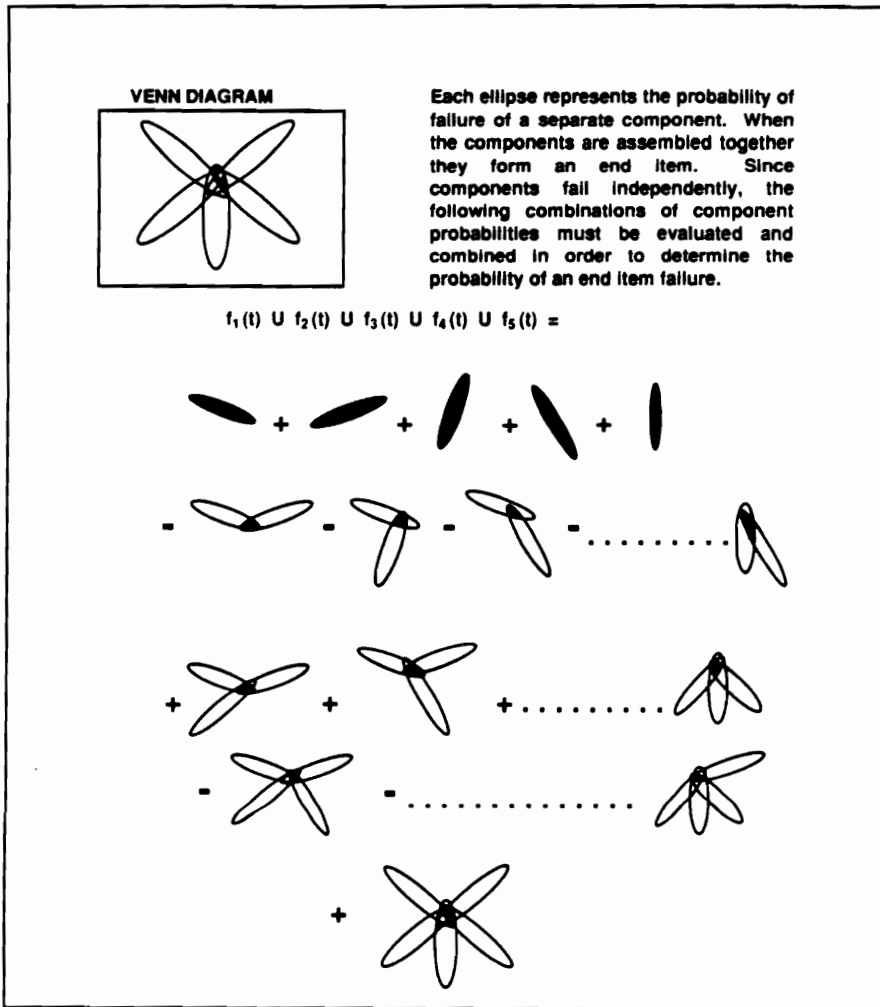 VENN DIAGRAM
Each ellipse represents the probability of
failure of a separate component. When
the components are assembled together
they form an end item. Since
components fail independently, the
following combinations of component
probabilities must be evaluated and
combined in order to determine the
probability of an end item failure.
f₁(t) U f₂(t) U f₃(t) U f₄(t) U f₅(t) =
+ + + +
- - - - . . . . . . . . .
+ + + . . . . . . . . .
- - . . . . . . . . . . . . . .
+